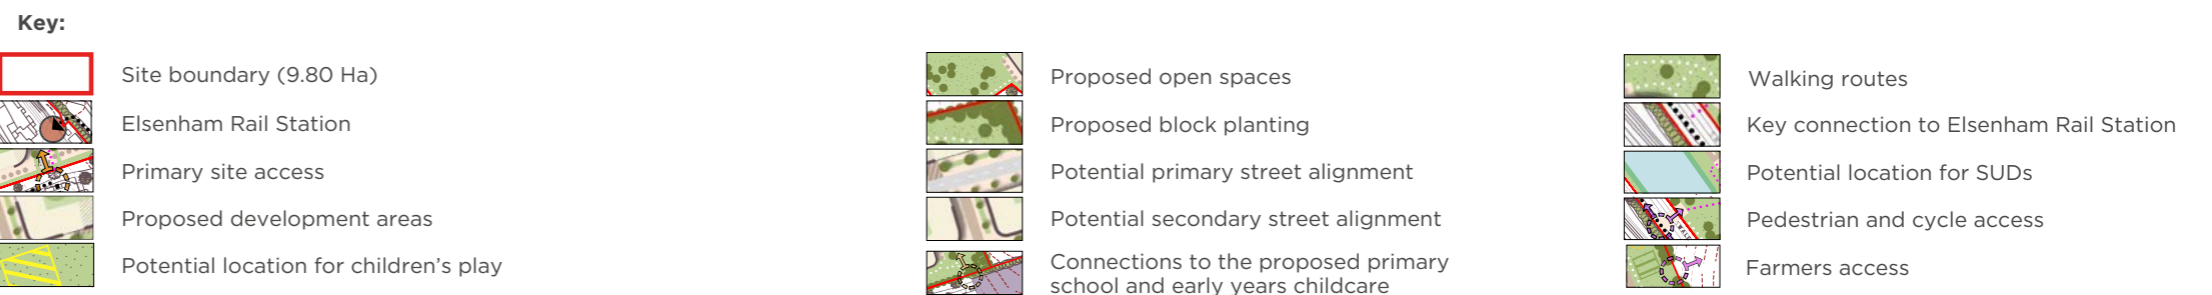 Key:
Site boundary (9.80 Ha)
Elsenham Rail Station
Primary site access
Proposed development areas
Potential location for children’s play
Proposed open spaces
Proposed block planting
Potential primary street alignment
Potential secondary street alignment
Connections to the proposed primary
school and early years childcare
Walking routes
Key connection to Elsenham Rail Station
Potential location for SUDs
Pedestrian and cycle access
Farmers access